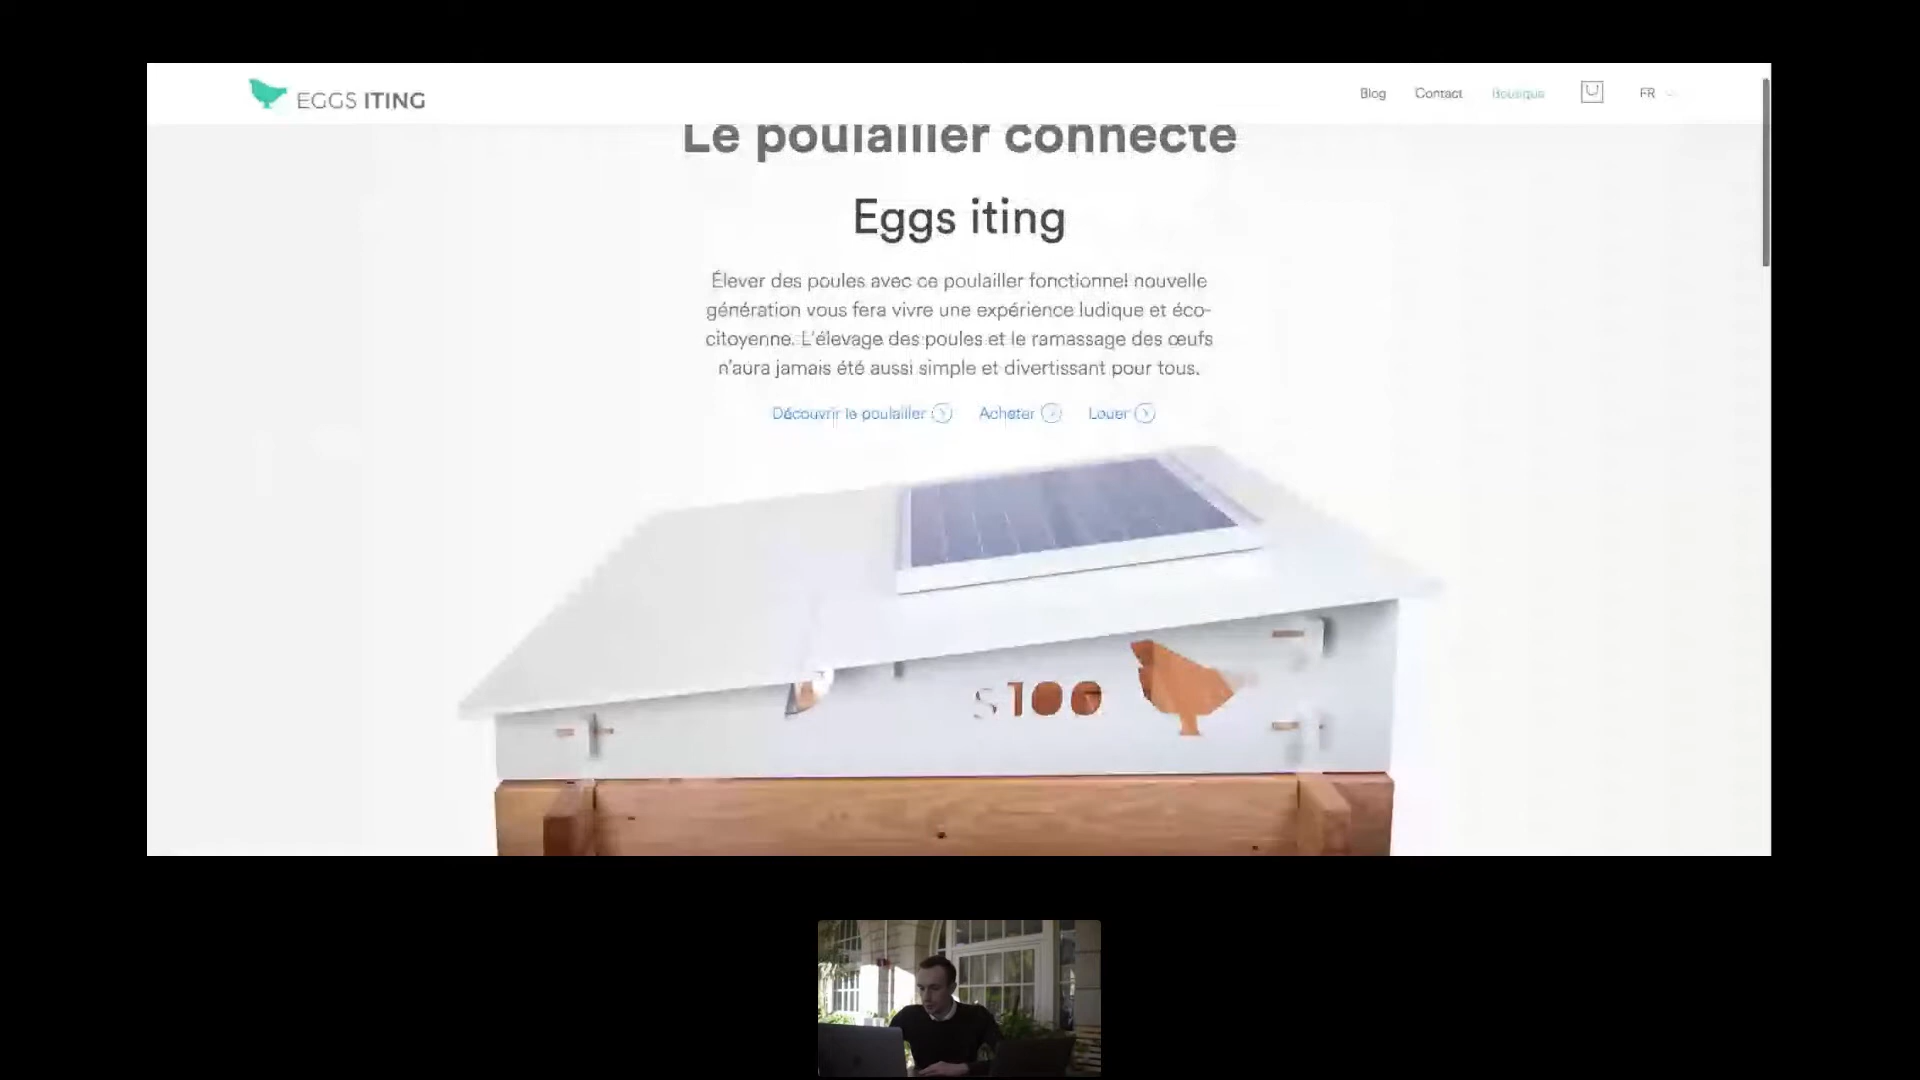 EGGS ITING
Blog Contact Boutique FR
Le poulailler connecté
Eggs iting
Élever des poules avec ce poulailler fonctionnel nouvelle
génération vous fera vivre une expérience ludique et éco-
citoyenne. L'élevage des poules et le ramassage des œufs
n'aura jamais été aussi simple et divertissant pour tous.
Découvrir le poulailler Acheter Louer
S100